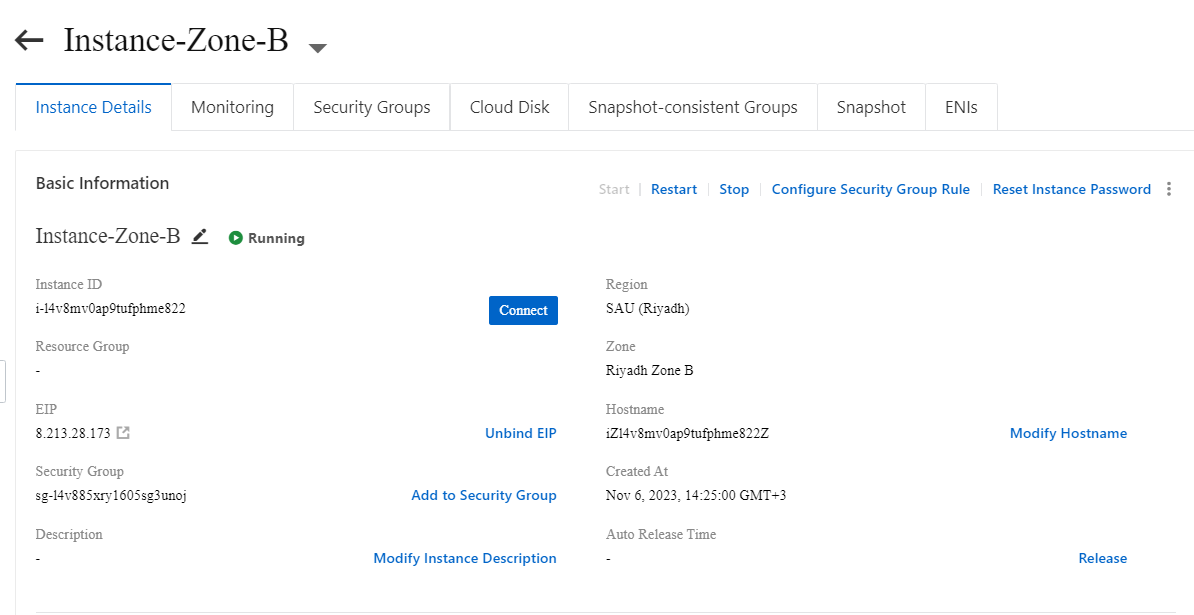 Instance-Zone-B
Instance Details Monitoring Security Groups Cloud Disk Snapshot-consistent Groups Snapshot ENIs
Basic Information
Start Restart Stop Configure Security Group Rule Reset Instance Password
Instance-Zone-B Running
Instance ID
i-l4v8mv0ap9tufphme822
Connect
Region
SAU (Riyadh)
Resource Group
-
Zone
Riyadh Zone B
EIP
8.213.28.173
Unbind EIP
Hostname
iZl4v8mv0ap9tufphme822Z
Modify Hostname
Security Group
sg-l4v885xry1605sg3unoj
Add to Security Group
Created At
Nov 6, 2023, 14:25:00 GMT+3
Description
-
Modify Instance Description
Auto Release Time
-
Release